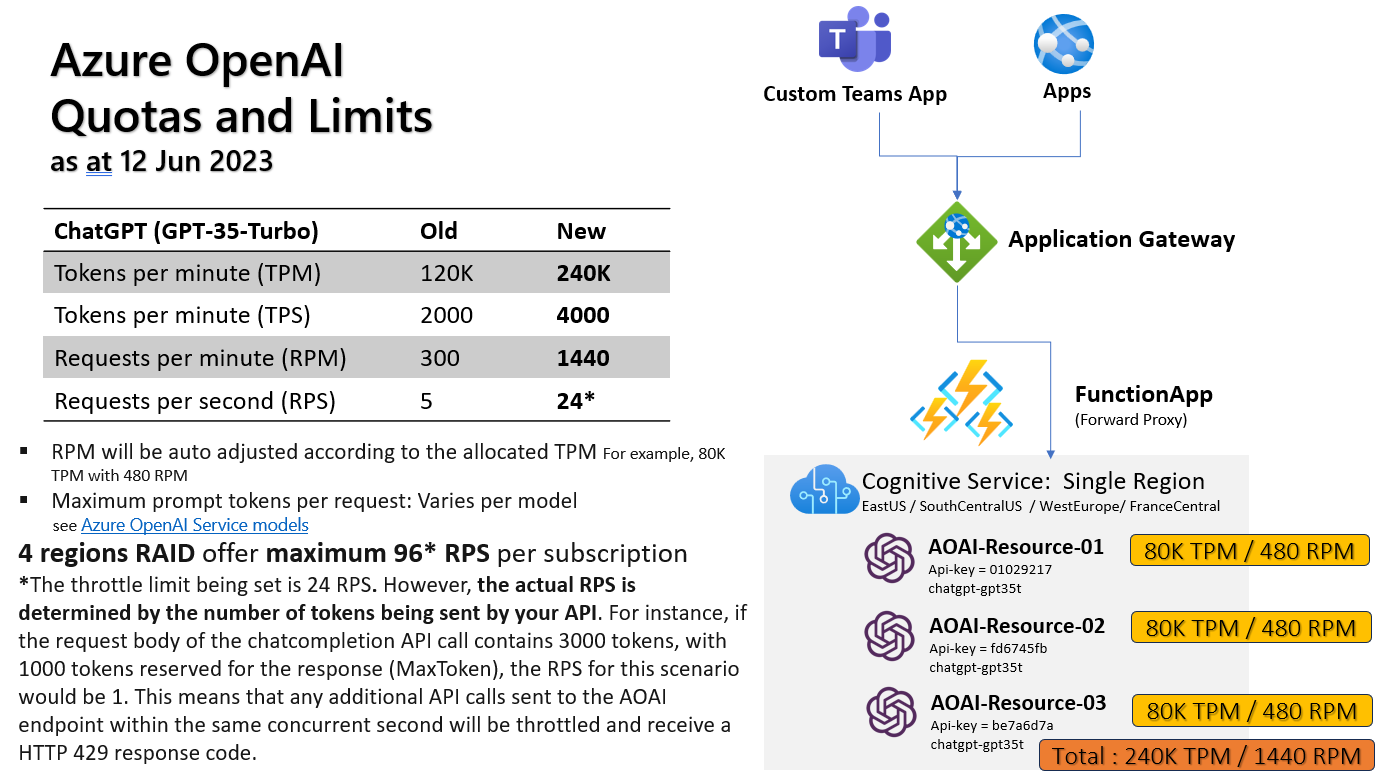 Azure OpenAI
Quotas and Limits
as at 12 Jun 2023
ChatGPT (GPT-35-Turbo) Old New
Tokens per minute (TPM) 120K 240K
Tokens per minute (TPS) 2000 4000
Requests per minute (RPM) 300 1440
Requests per second (RPS) 5 24*
▪ RPM will be auto adjusted according to the allocated TPM For example, 80K
TPM with 480 RPM
▪ Maximum prompt tokens per request: Varies per model
see Azure OpenAI Service models
4 regions RAID offer maximum 96* RPS per subscription
*The throttle limit being set is 24 RPS. However, the actual RPS is
determined by the number of tokens being sent by your API. For instance, if
the request body of the chatcompletion API call contains 3000 tokens, with
1000 tokens reserved for the response (MaxToken), the RPS for this scenario
would be 1. This means that any additional API calls sent to the AOAI
endpoint within the same concurrent second will be throttled and receive a
HTTP 429 response code.
T
Custom Teams App
Apps
Application Gateway
FunctionApp
(Forward Proxy)
Cognitive Service: Single Region
EastUS / SouthCentralUS / WestEurope/ FranceCentral
AOAI-Resource-01
Api-key = 01029217
chatgpt-gpt35t
80K TPM / 480 RPM
AOAI-Resource-02
Api-key = fd6745fb
chatgpt-gpt35t
80K TPM / 480 RPM
AOAI-Resource-03
Api-key = be7a6d7a
chatgpt-gpt35t
80K TPM / 480 RPM
Total : 240K TPM / 1440 RPM